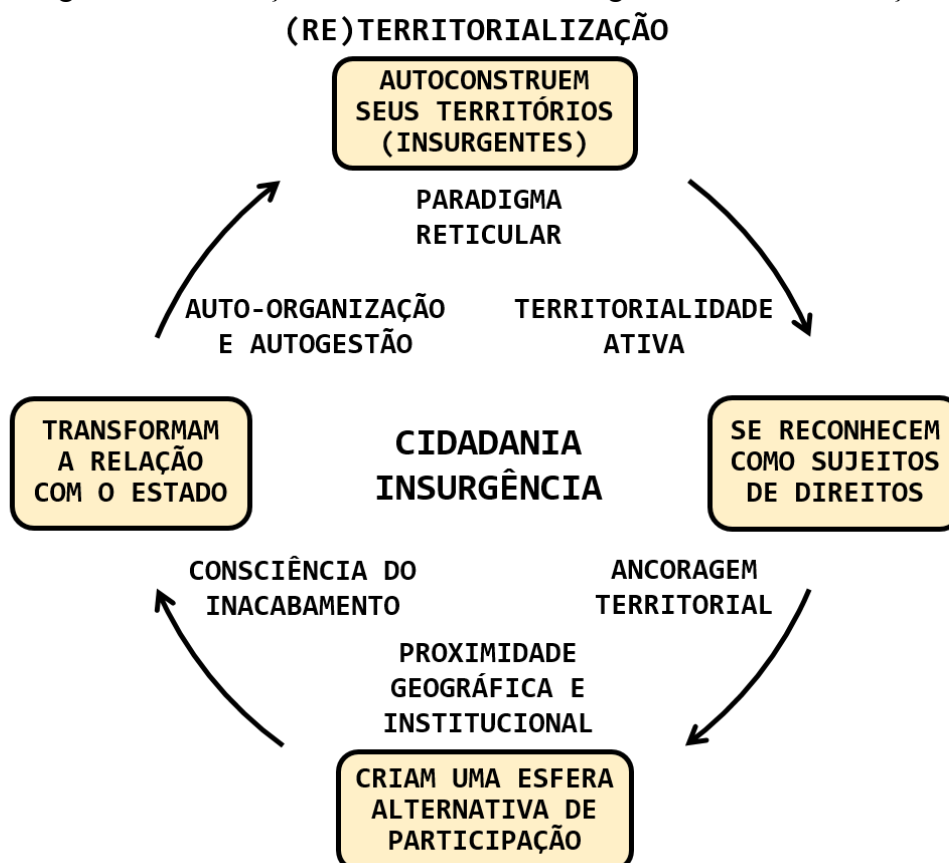 (RE)TERRITORIALIZAÇÃO
AUTOCONSTRUEM
SEUS TERRITÓRIOS
(INSURGENTES)
PARADIGMA
RETICULAR
AUTO-ORGANIZAÇÃO
E AUTOGESTÃO
TERRITORIALIDADE
ATIVA
TRANSFORMAM
A RELAÇÃO
COM O ESTADO
CIDADANIA
INSURGÊNCIA
SE RECONHECEM
COMO SUJEITOS
DE DIREITOS
CONSCIÊNCIA DO
INACABAMENTO
ANCORAGEM
TERRITORIAL
PROXIMIDADE
GEOGRÁFICA E
INSTITUCIONAL
CRIAM UMA ESFERA
ALTERNATIVA DE
PARTICIPAÇÃO